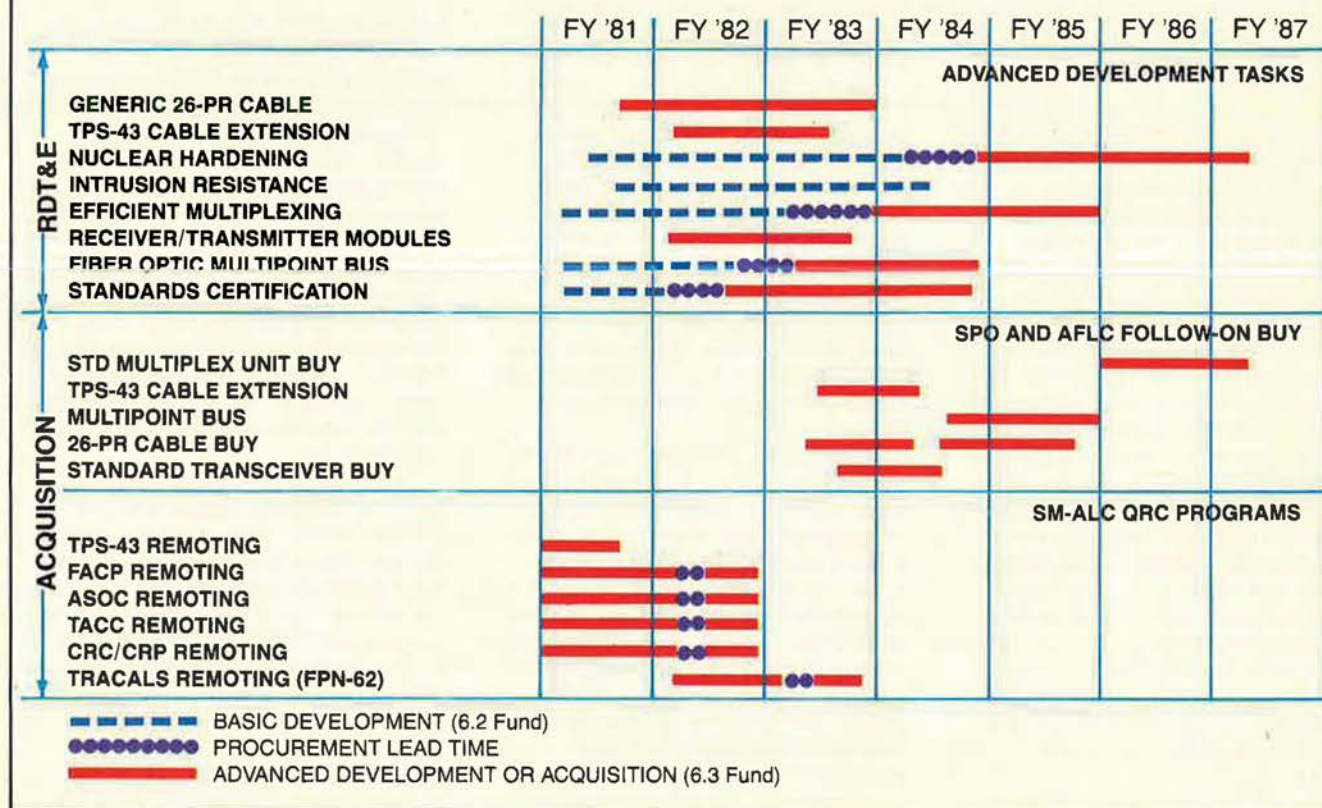 FY '81 FY '82 FY '83 FY '84 FY '85 FY '86 FY '87
RDT&E
ADVANCED DEVELOPMENT TASKS
GENERIC 26-PR CABLE
TPS-43 CABLE EXTENSION
NUCLEAR HARDENING
INTRUSION RESISTANCE
EFFICIENT MULTIPLEXING
RECEIVER/TRANSMITTER MODULES
FIBER OPTIC MULTIPOINT BUS
STANDARDS CERTIFICATION
ACQUISITION
SPO AND AFLC FOLLOW-ON BUY
STD MULTIPLEX UNIT BUY
TPS-43 CABLE EXTENSION
MULTIPOINT BUS
26-PR CABLE BUY
STANDARD TRANSCEIVER BUY
SM-ALC QRC PROGRAMS
TPS-43 REMOTING
FACP REMOTING
ASOC REMOTING
TACC REMOTING
CRC/CRP REMOTING
TRACALS REMOTING (FPN-62)
BASIC DEVELOPMENT (6.2 Fund)
PROCUREMENT LEAD TIME
ADVANCED DEVELOPMENT OR ACQUISITION (6.3 Fund)